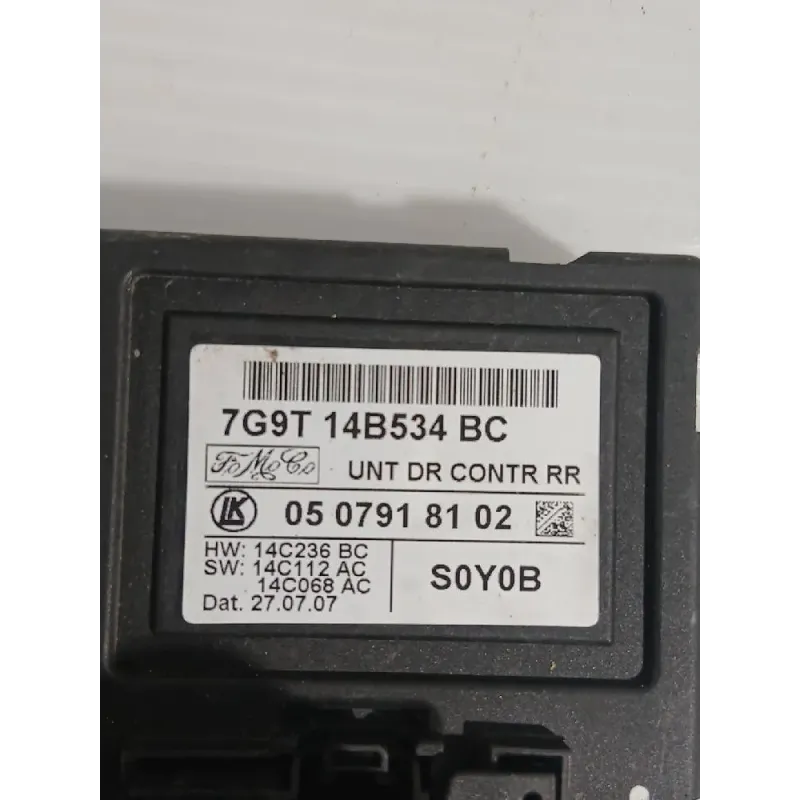 7G9T 14B534 BC
FoMoCo UNT DR CONTR RR
LK 05 0791 81 02
HW: 14C236 BC
SW: 14C112 AC
14C068 AC
Dat. 27.07.07
S0Y0B